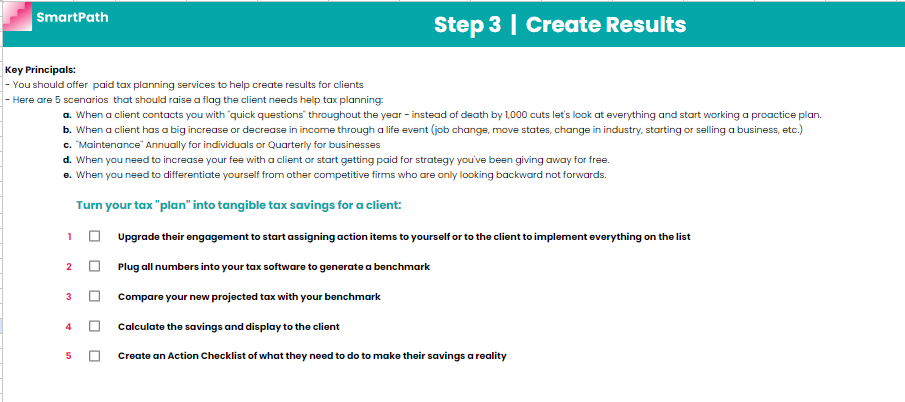 SmartPath
Step 3 | Create Results
Key Principals:
- You should offer paid tax planning services to help create results for clients
- Here are 5 scenarios that should raise a flag the client needs help tax planning:
a. When a client contacts you with "quick questions" throughout the year - instead of death by 1,000 cuts let's look at everything and start working a proactice plan.
b. When a client has a big increase or decrease in income through a life event (job change, move states, change in industry, starting or selling a business, etc.)
c. "Maintenance" Annually for individuals or Quarterly for businesses
d. When you need to increase your fee with a client or start getting paid for strategy you've been giving away for free.
e. When you need to differentiate yourself from other competitive firms who are only looking backward not forwards.
Turn your tax "plan" into tangible tax savings for a client:
1 Upgrade their engagement to start assigning action items to yourself or to the client to implement everything on the list
2 Plug all numbers into your tax software to generate a benchmark
3 Compare your new projected tax with your benchmark
4 Calculate the savings and display to the client
5 Create an Action Checklist of what they need to do to make their savings a reality